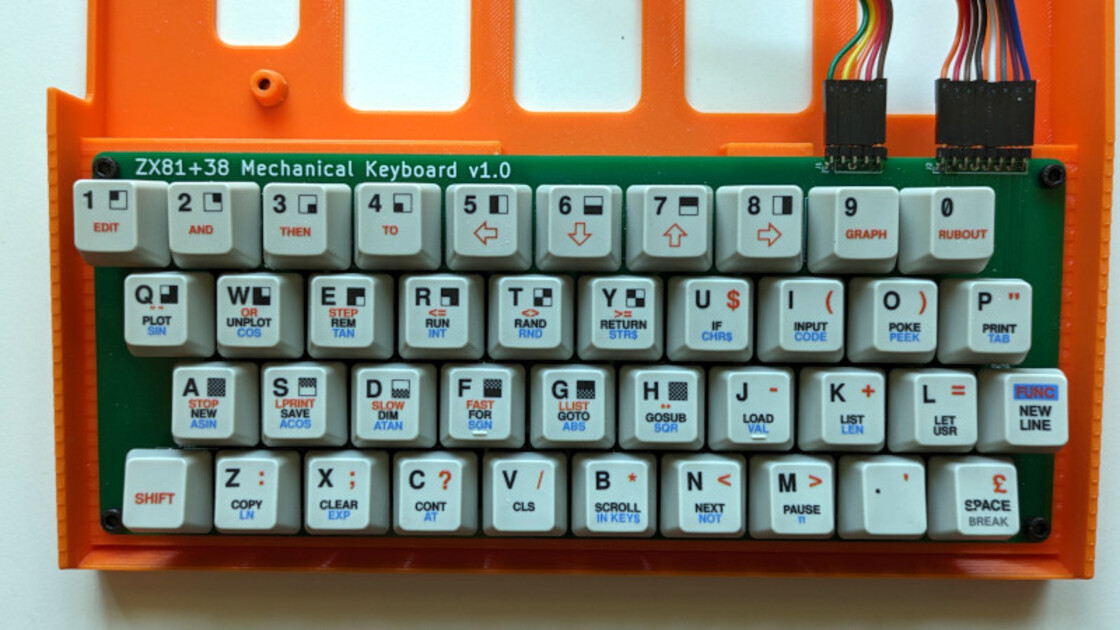 ZX81+38 Mechanical Keyboard v1.0
1 EDIT
2 AND
3 THEN
4 TO
5
6
7
8
9 GRAPH
0 RUBOUT
Q
""
PLOT
SIN
W
OR
UNPLOT
COS
E
STEP
REM
TAN
R
<=
RUN
INT
T
<>
RAND
RND
Y
>=
RETURN
STR$
U $
IF
CHR$
I (
INPUT
CODE
O )
POKE
PEEK
P "
PRINT
TAB
A
STOP
NEW
ASIN
S
LPRINT
SAVE
ACOS
D
SLOW
DIM
ATAN
F
FAST
FOR
SGN
G
LLIST
GOTO
ABS
H
**
GOSUB
SQR
J -
LOAD
VAL
K +
LIST
LEN
L =
LET
USR
FUNC
NEW
LINE
SHIFT
Z :
COPY
LN
X ;
CLEAR
EXP
C ?
CONT
AT
V /
CLS
B *
SCROLL
IN KEY$
N <
NEXT
NOT
M >
PAUSE
π
. '
£
SPACE
BREAK